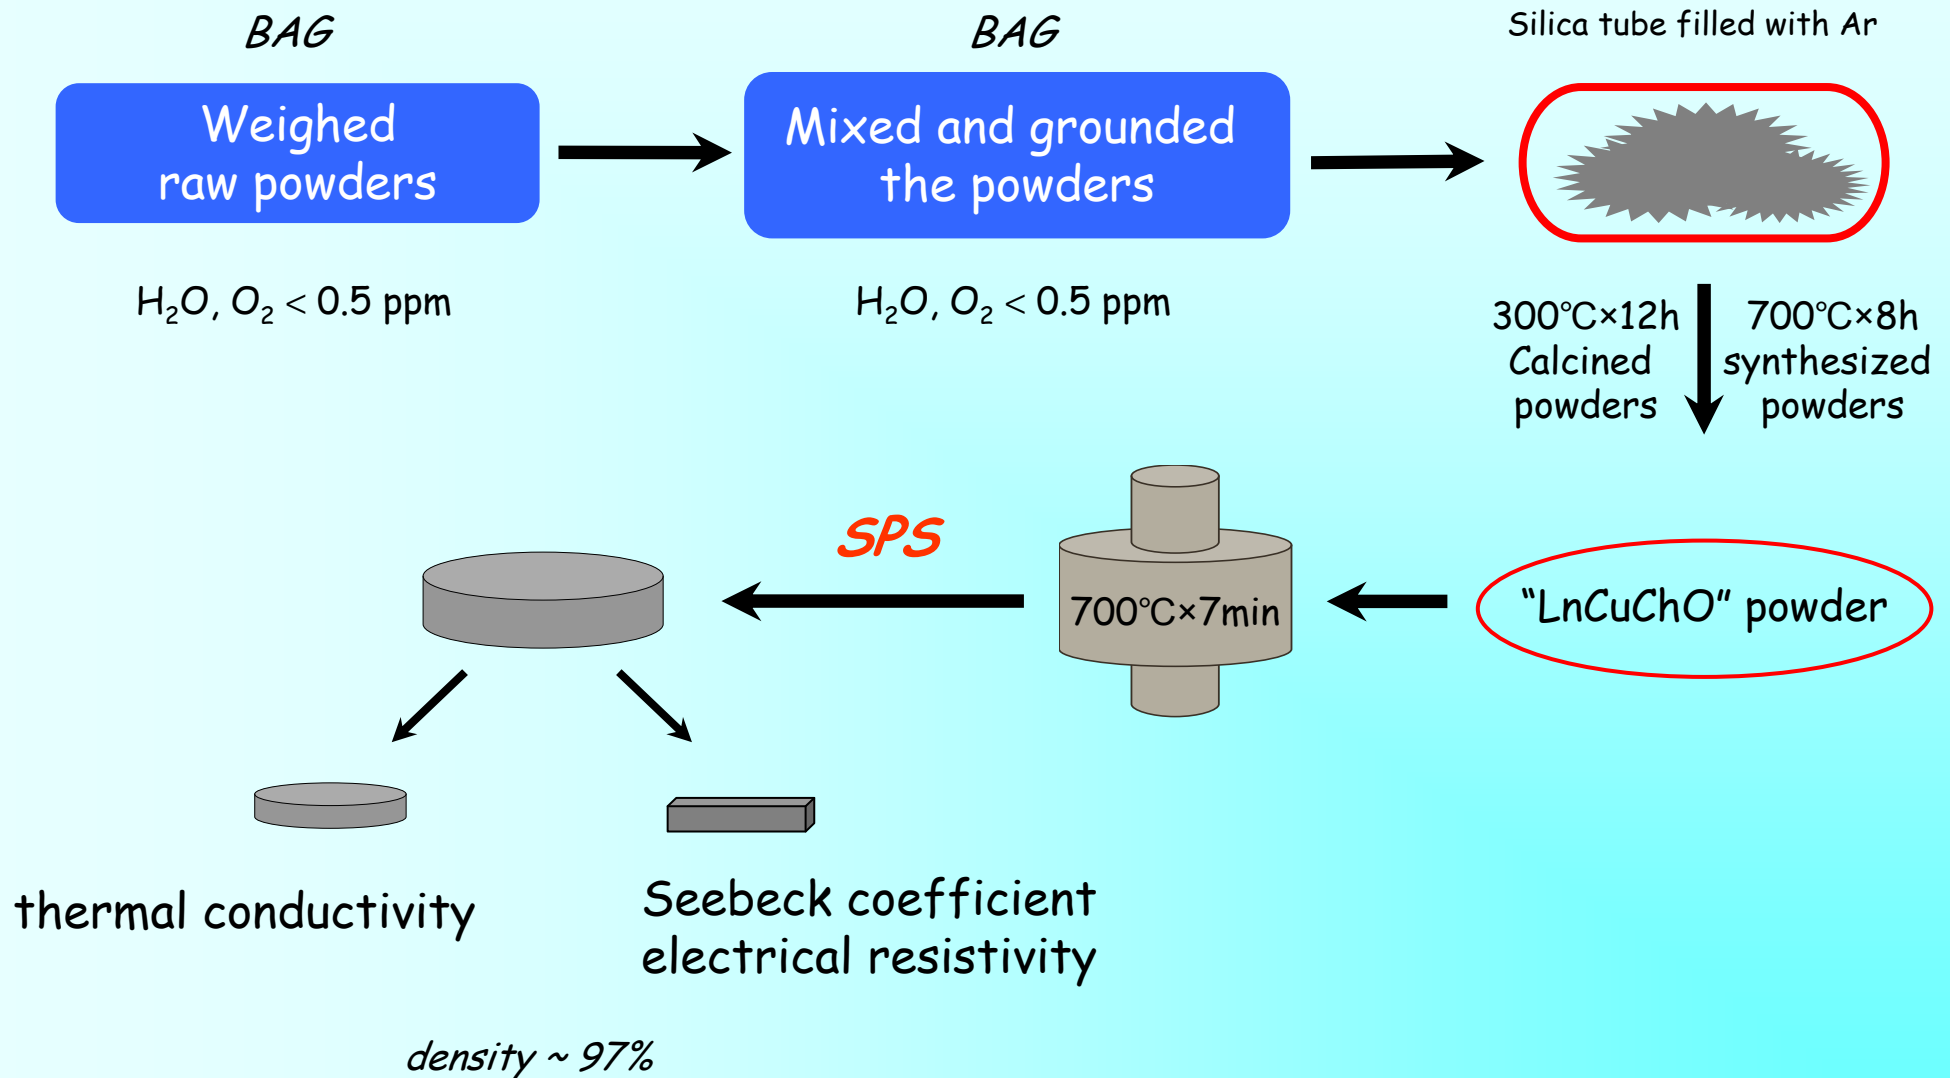 BAG
Weighed
raw powders
H₂O, O₂ < 0.5 ppm
BAG
Mixed and grounded
the powders
H₂O, O₂ < 0.5 ppm
Silica tube filled with Ar
300℃×12h
Calcined
powders
700℃×8h
synthesized
powders
“LnCuChO” powder
700℃×7min
SPS
thermal conductivity
Seebeck coefficient
electrical resistivity
density ~ 97%